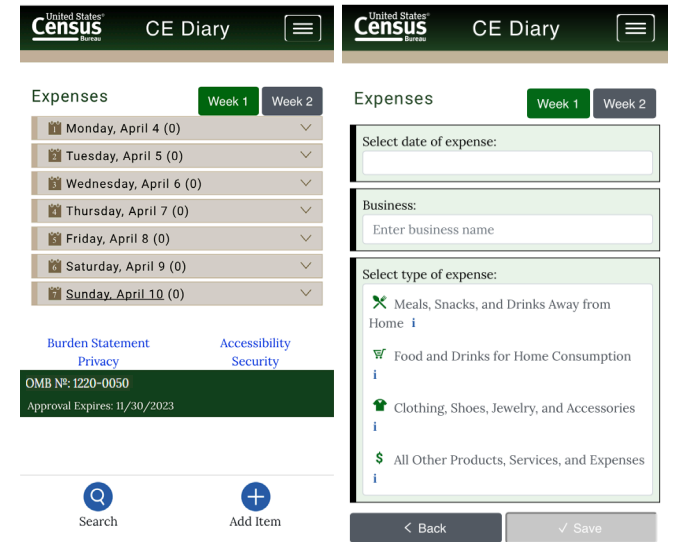 United States®
Census
Bureau
CE Diary
Expenses
Week 1
Week 2
1 Monday, April 4 (0)
2 Tuesday, April 5 (0)
3 Wednesday, April 6 (0)
4 Thursday, April 7 (0)
5 Friday, April 8 (0)
6 Saturday, April 9 (0)
7 Sunday, April 10 (0)
Burden Statement
Accessibility
Privacy
Security
OMB №: 1220-0050
Approval Expires: 11/30/2023
Search
Add Item
United States®
Census
Bureau
CE Diary
Expenses
Week 1
Week 2
Select date of expense:
Business:
Enter business name
Select type of expense:
Meals, Snacks, and Drinks Away from
Home i
Food and Drinks for Home Consumption
i
Clothing, Shoes, Jewelry, and Accessories
i
$ All Other Products, Services, and Expenses
i
< Back
✓ Save